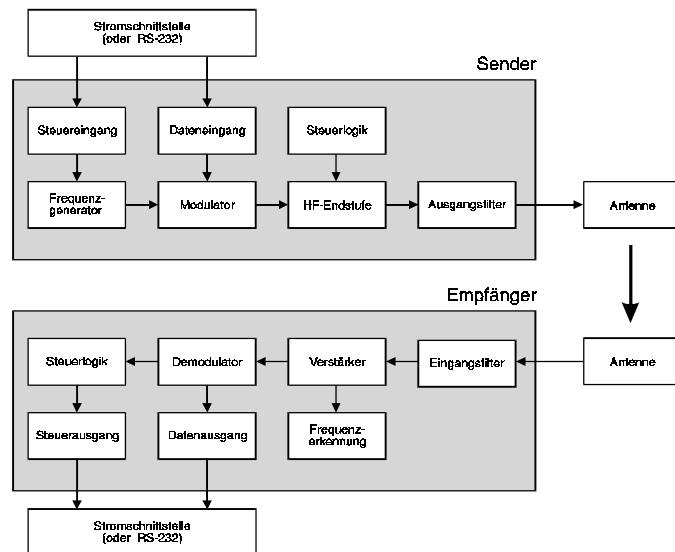 Stromschnittstelle
(oder RS-232)
Sender
Steuereingang
Dateneingang
Steuerlogik
Frequenz-
generator
Modulator
HF-Endstufe
Ausgangsfilter
Antenne
Empfänger
Steuerlogik
Demodulator
Verstärker
Eingangsfilter
Antenne
Steuerausgang
Datenausgang
Frequenz-
erkennung
Stromschnittstelle
(oder RS-232)